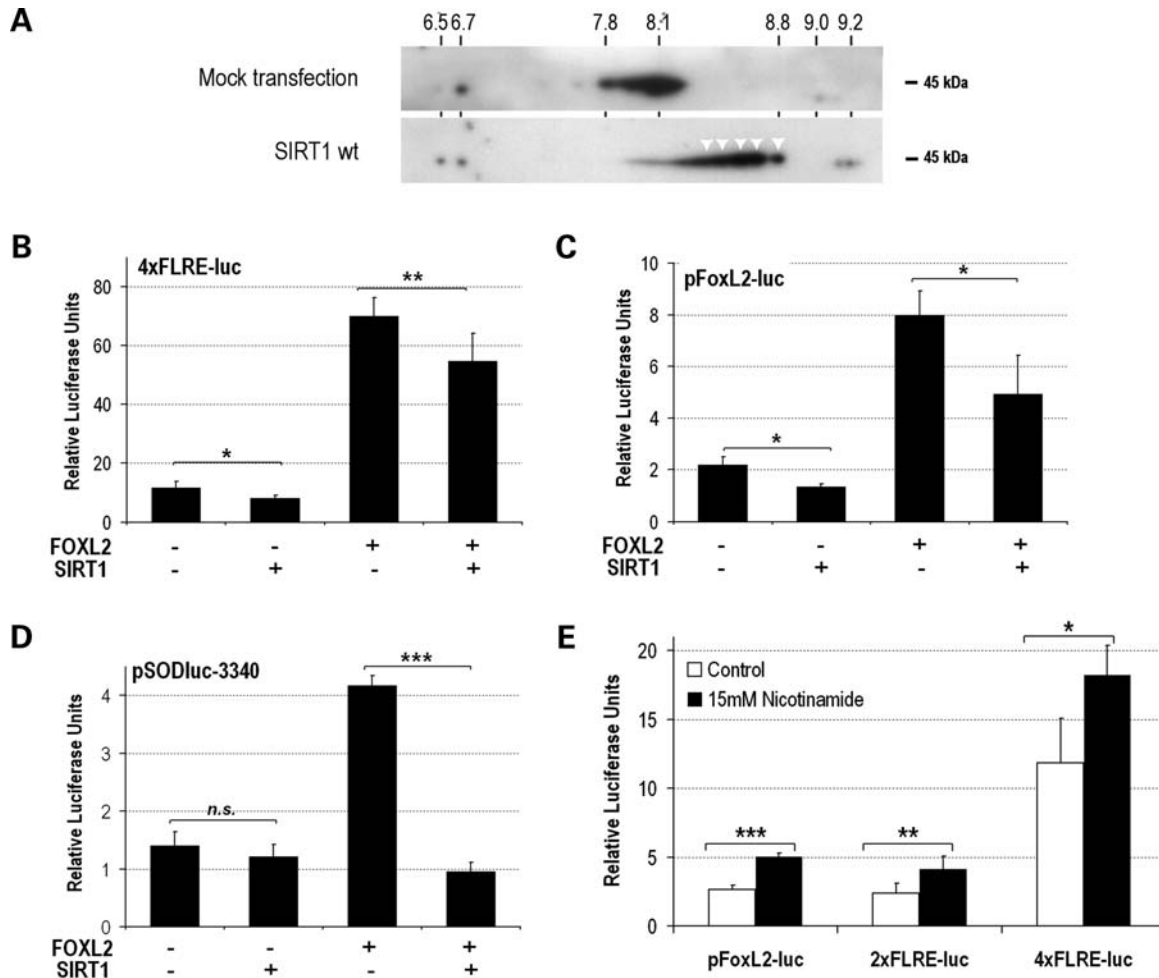 A
6.5 6.7 7.8 8.1 8.8 9.0 9.2
Mock transfection
45 kDa
SIRT1 wt
45 kDa
B
4xFLRE-luc
Relative Luciferase Units
80
60
40
20
0
*
**
FOXL2 - - + +
SIRT1 - + - +
C
pFoxL2-luc
Relative Luciferase Units
10
8
6
4
2
0
*
*
FOXL2 - - + +
SIRT1 - + - +
D
pSODluc-3340
Relative Luciferase Units
4
3
2
1
0
n.s.
***
FOXL2 - - + +
SIRT1 - + - +
E
Relative Luciferase Units
20
15
10
5
0
Control
15mM Nicotinamide
***
**
*
pFoxL2-luc 2xFLRE-luc 4xFLRE-luc